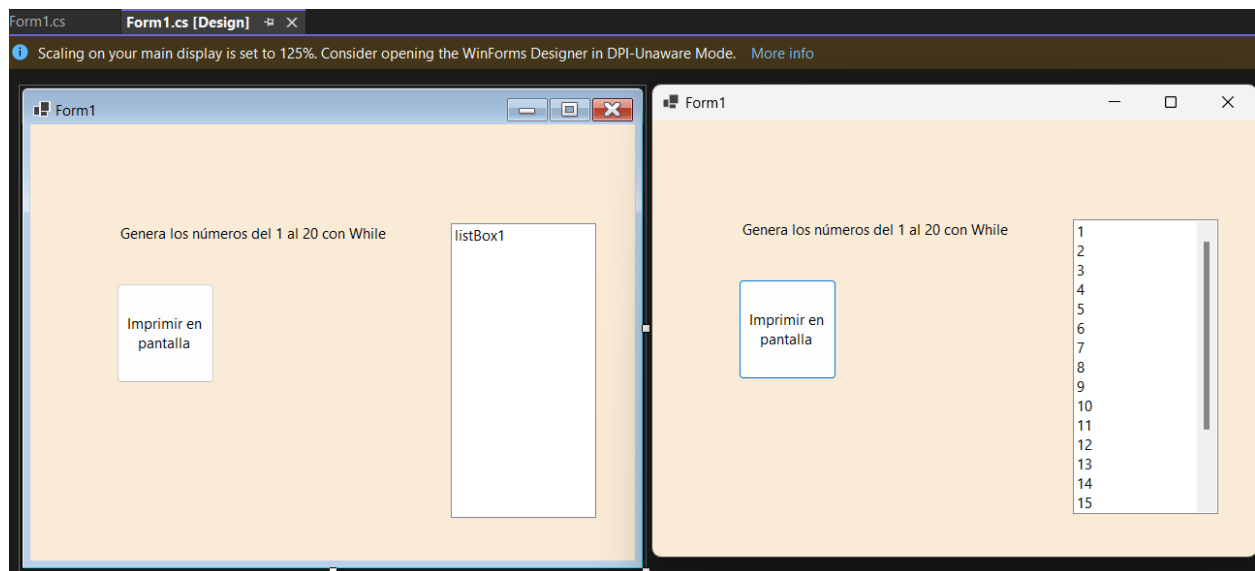 Form1.cs
Form1.cs [Design]
Scaling on your main display is set to 125%. Consider opening the WinForms Designer in DPI-Unaware Mode. More info
Form1
Genera los números del 1 al 20 con While
listBox1
Imprimir en
pantalla
Form1
Genera los números del 1 al 20 con While
Imprimir en
pantalla
1
2
3
4
5
6
7
8
9
10
11
12
13
14
15